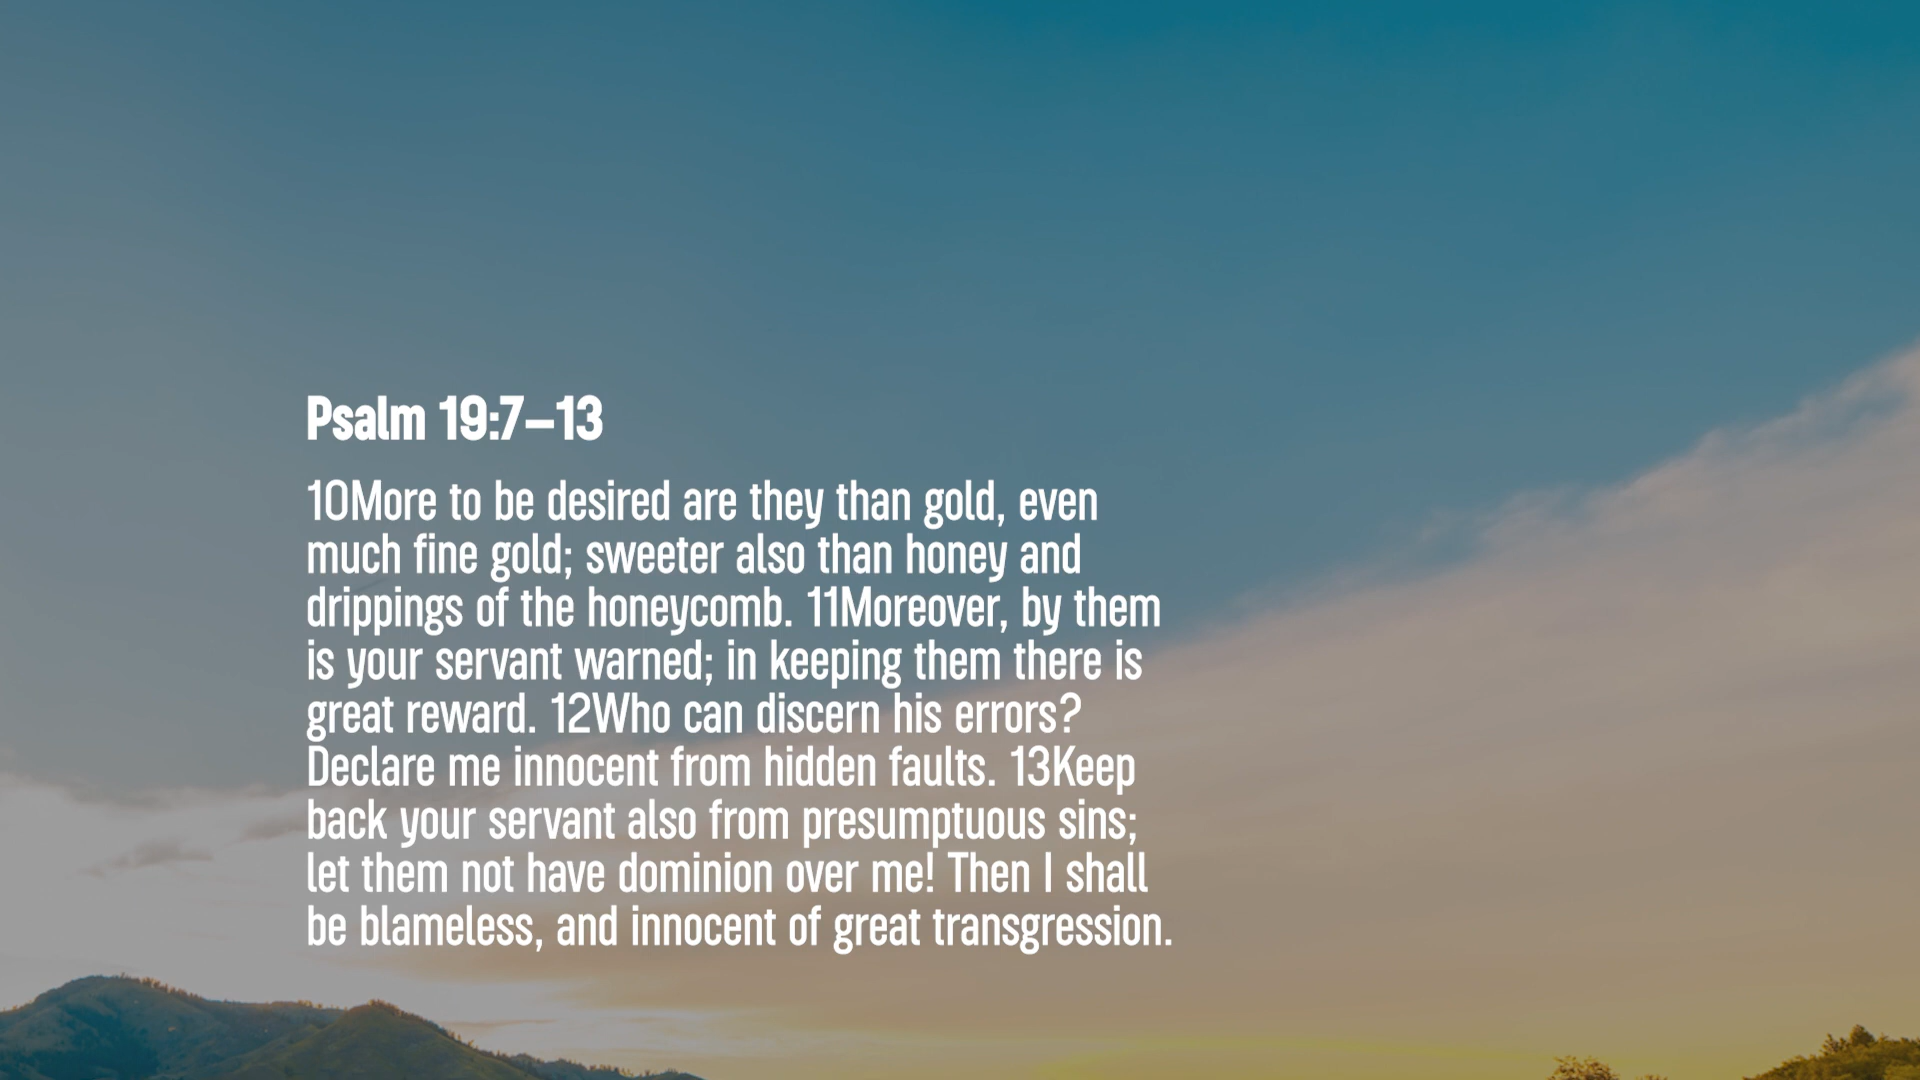 Psalm 19:7–13
10More to be desired are they than gold, even
much fine gold; sweeter also than honey and
drippings of the honeycomb. 11Moreover, by them
is your servant warned; in keeping them there is
great reward. 12Who can discern his errors?
Declare me innocent from hidden faults. 13Keep
back your servant also from presumptuous sins;
let them not have dominion over me! Then I shall
be blameless, and innocent of great transgression.